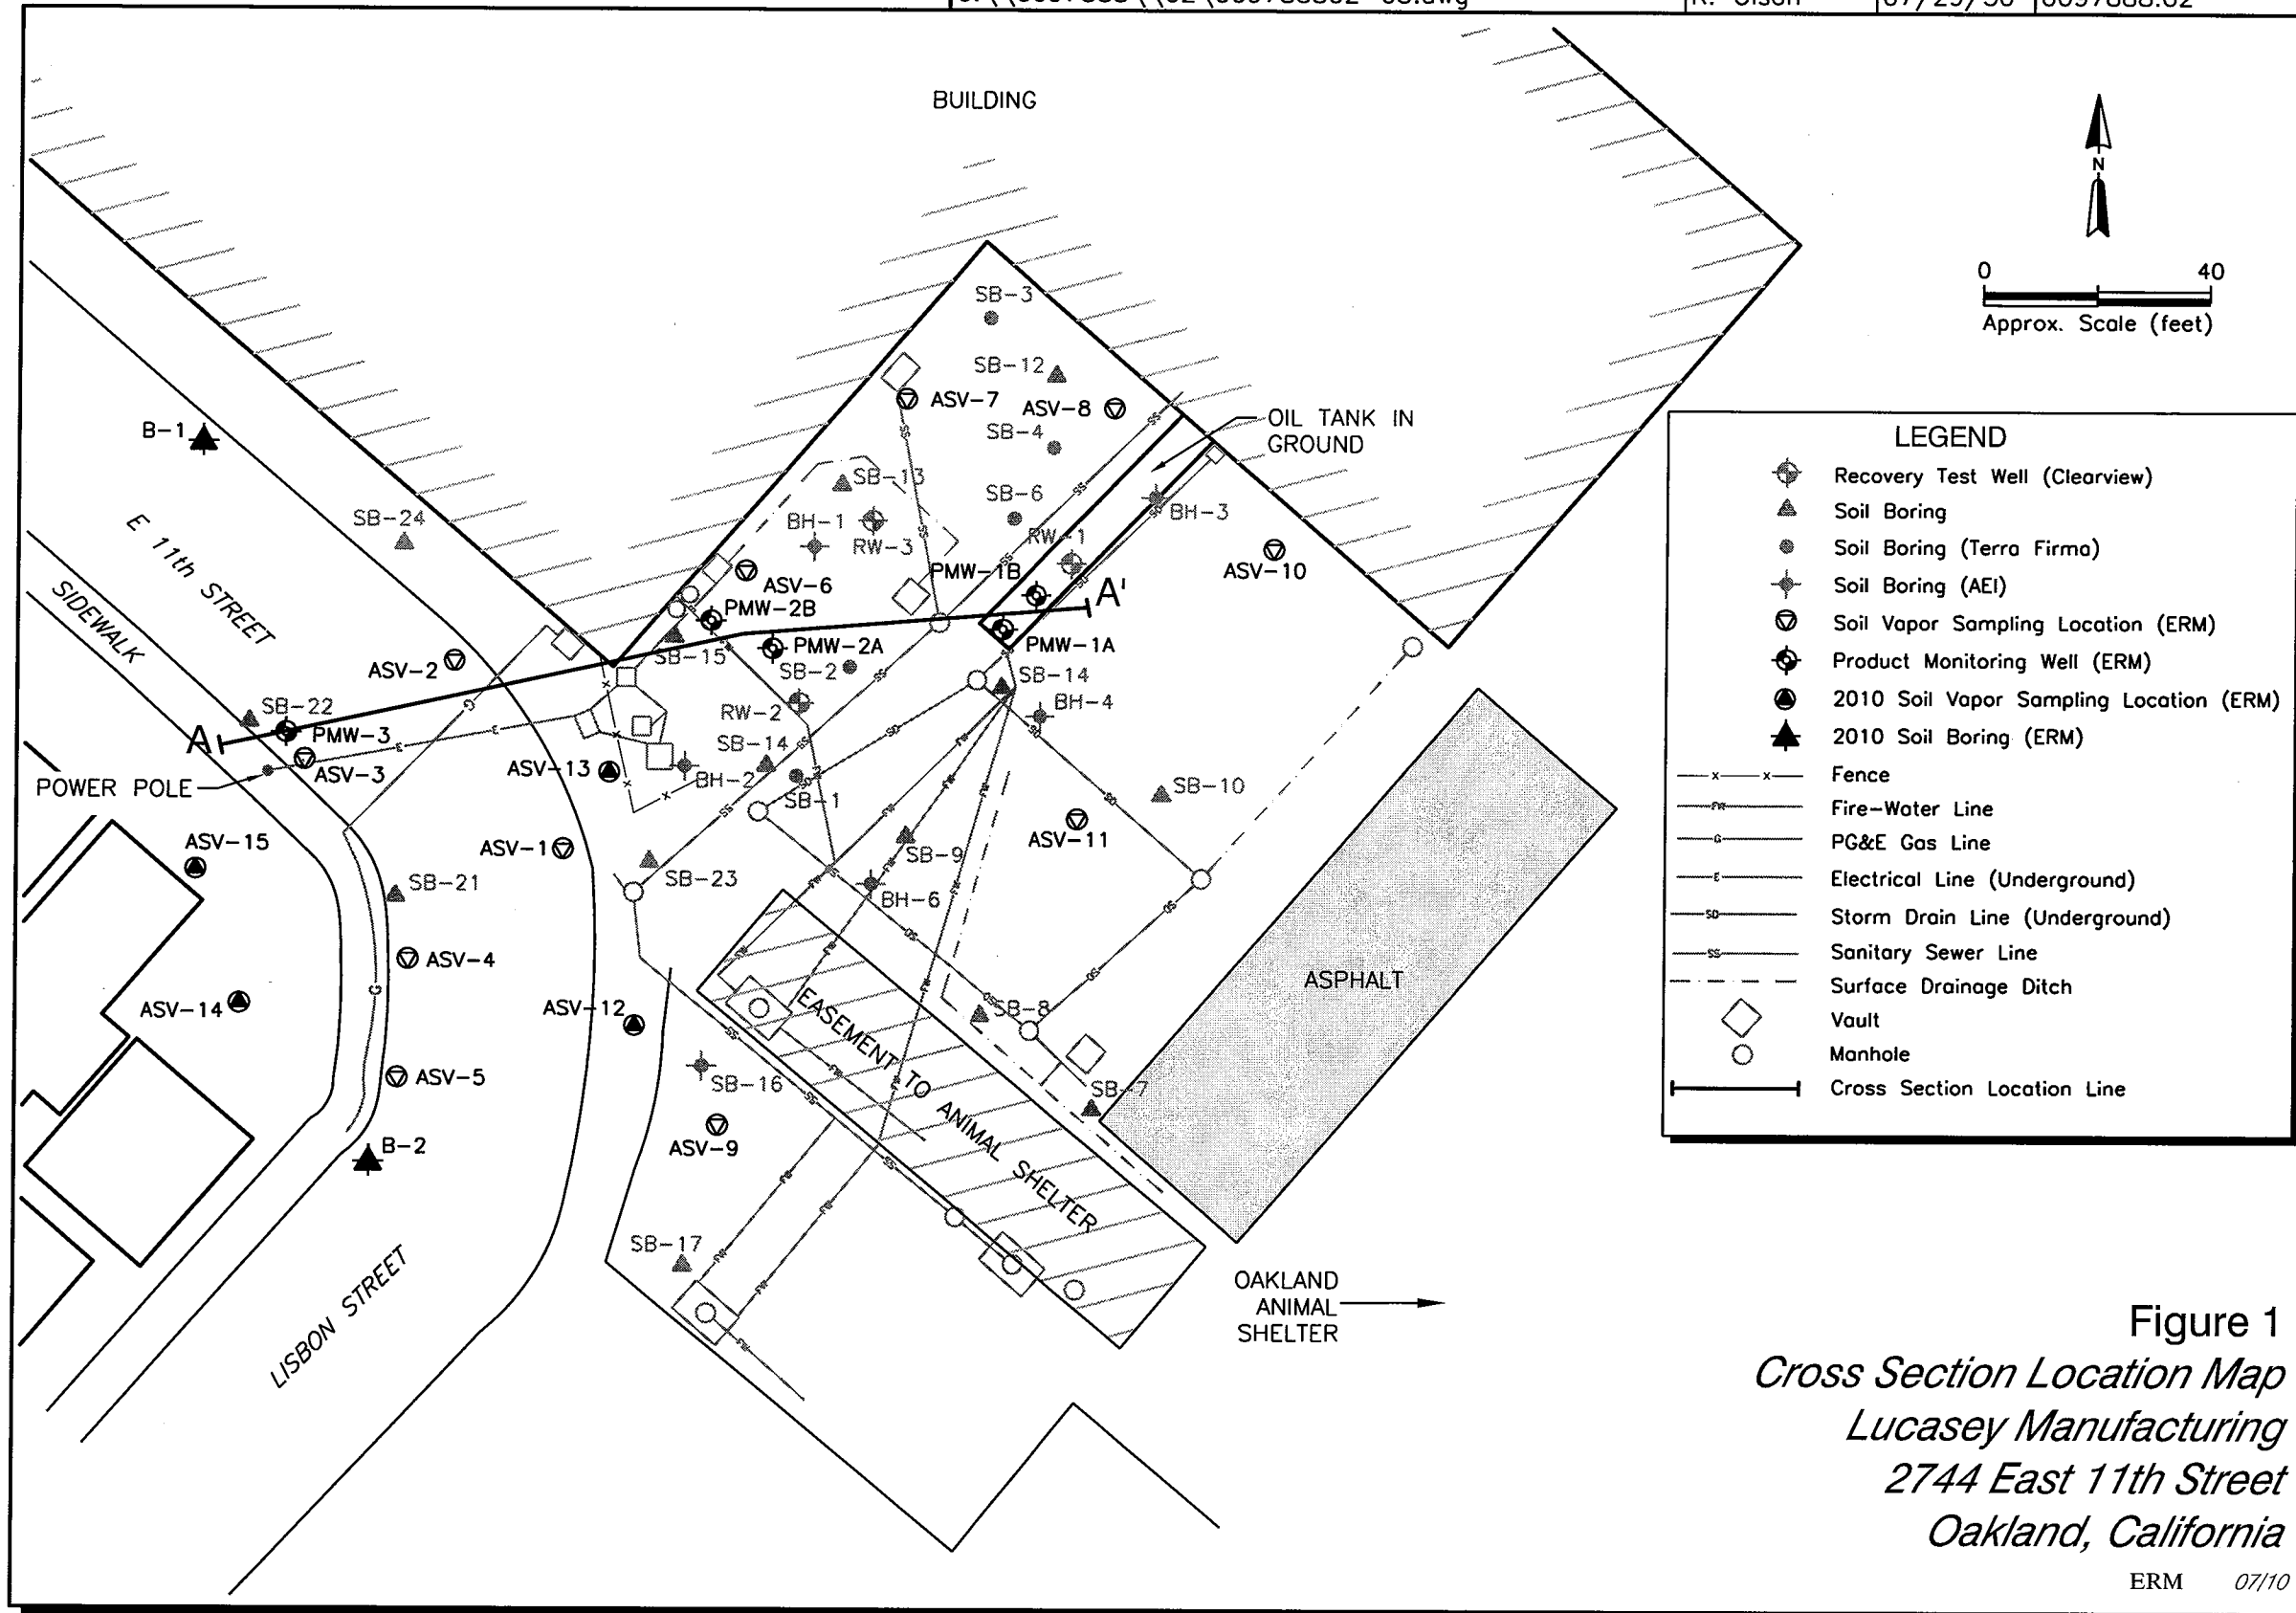 R. Olson
BUILDING
N
0 40
Approx. Scale (feet)
SB-3
SB-12
ASV-7
ASV-8
SB-4
OIL TANK IN
GROUND
B-1
SB-13
SB-6
BH-1
RW-3
BH-3
SB-24
RW-1
PMW-1B
ASV-10
E 11th STREET
SIDEWALK
ASV-6
PMW-2B
A'
ASV-2
SB-15
PMW-2A
PMW-1A
SB-2
SB-14
SB-22
RW-2
BH-4
A
PMW-3
SB-14
ASV-3
ASV-13
BH-2
SB-1
SB-10
POWER POLE
ASV-15
ASV-1
ASV-11
SB-9
SB-23
SB-21
BH-6
ASV-4
ASPHALT
ASV-14
ASV-12
SB-8
EASEMENT TO ANIMAL SHELTER
ASV-5
SB-16
SB-7
B-2
ASV-9
SB-17
LISBON STREET
OAKLAND
ANIMAL
SHELTER
LEGEND
Recovery Test Well (Clearview)
Soil Boring
Soil Boring (Terra Firma)
Soil Boring (AEI)
Soil Vapor Sampling Location (ERM)
Product Monitoring Well (ERM)
2010 Soil Vapor Sampling Location (ERM)
2010 Soil Boring (ERM)
x x Fence
FW Fire-Water Line
G PG&E Gas Line
E Electrical Line (Underground)
SD Storm Drain Line (Underground)
SS Sanitary Sewer Line
Surface Drainage Ditch
Vault
Manhole
Cross Section Location Line
Figure 1
Cross Section Location Map
Lucasey Manufacturing
2744 East 11th Street
Oakland, California
ERM 07/10